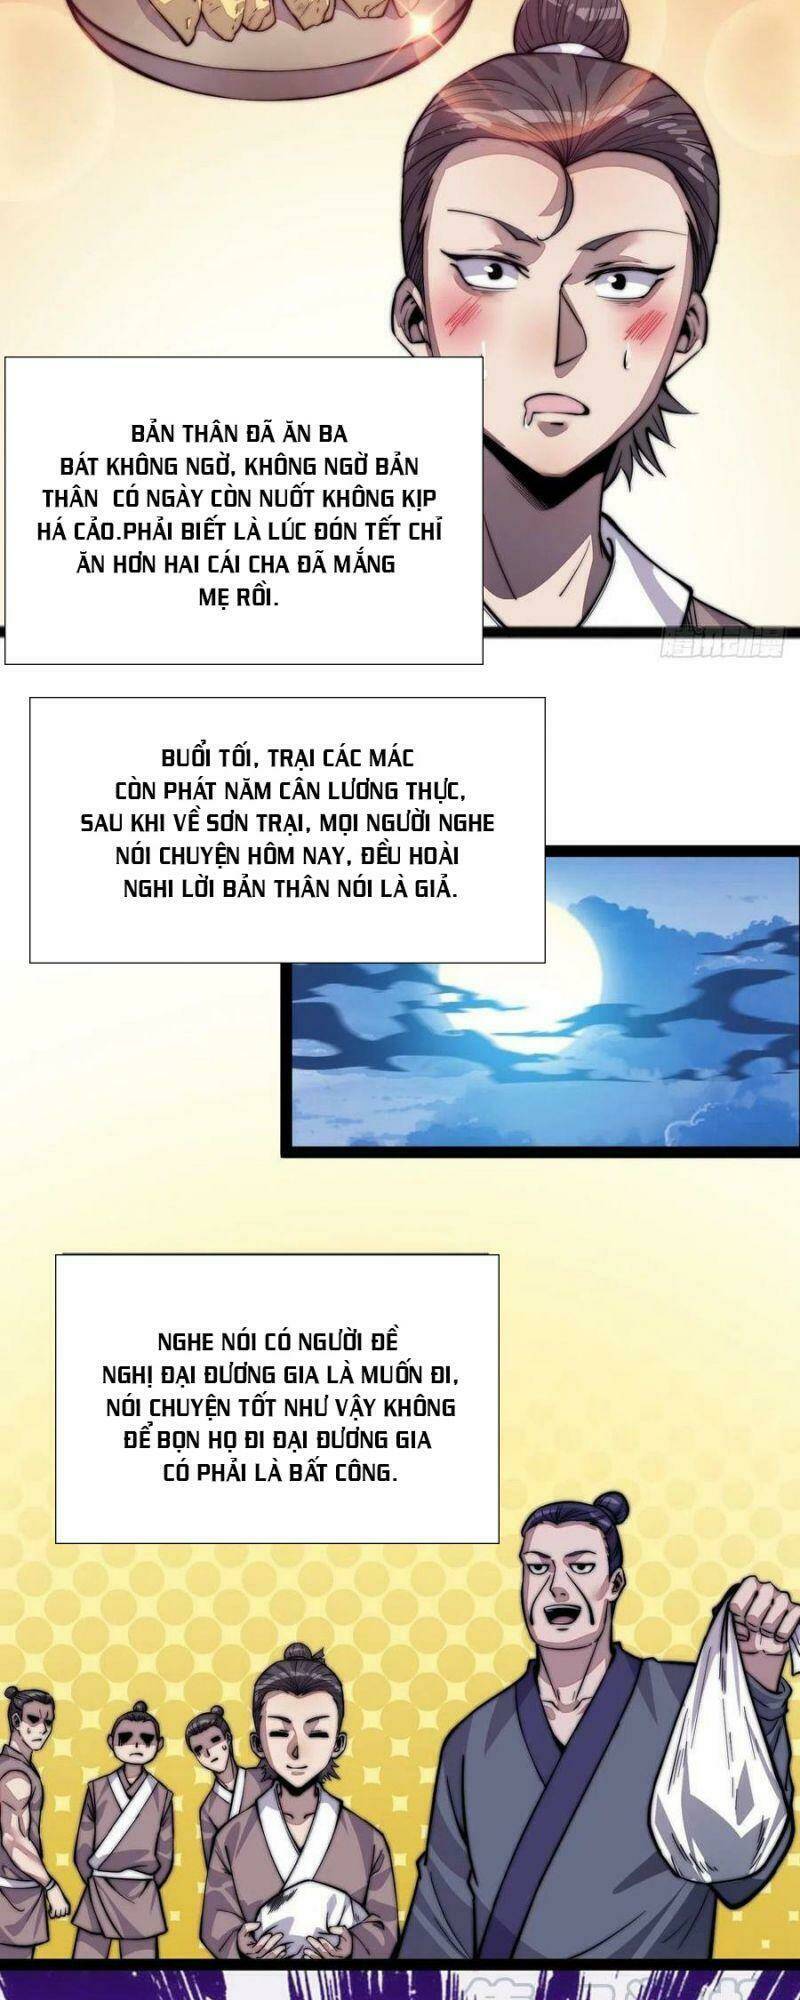 BẢN THÂN ĐÃ ĂN BA
BÁT KHÔNG NGỜ, KHÔNG NGỜ BẢN
THÂN CÓ NGÀY CÒN NUỐT KHÔNG KỊP
HÁ CẢO.PHẢI BIẾT LÀ LÚC ĐÓN TẾT CHỈ
ĂN HƠN HAI CÁI CHA ĐÃ MẮNG
MẸ RỒI.
BUỔI TỐI, TRẠI CÁC MÁC
CÒN PHÁT NĂM CÂN LƯƠNG THỰC,
SAU KHI VỀ SƠN TRẠI, MỌI NGƯỜI NGHE
NÓI CHUYỆN HÔM NAY, ĐỀU HOÀI
NGHI LỜI BẢN THÂN NÓI LÀ GIẢ.
NGHE NÓI CÓ NGƯỜI ĐỀ
NGHỊ ĐẠI ĐƯƠNG GIA LÀ MUỐN ĐI,
NÓI CHUYỆN TỐT NHƯ VẬY KHÔNG
ĐỂ BỌN HỌ ĐI ĐẠI ĐƯƠNG GIA
CÓ PHẢI LÀ BẤT CÔNG.